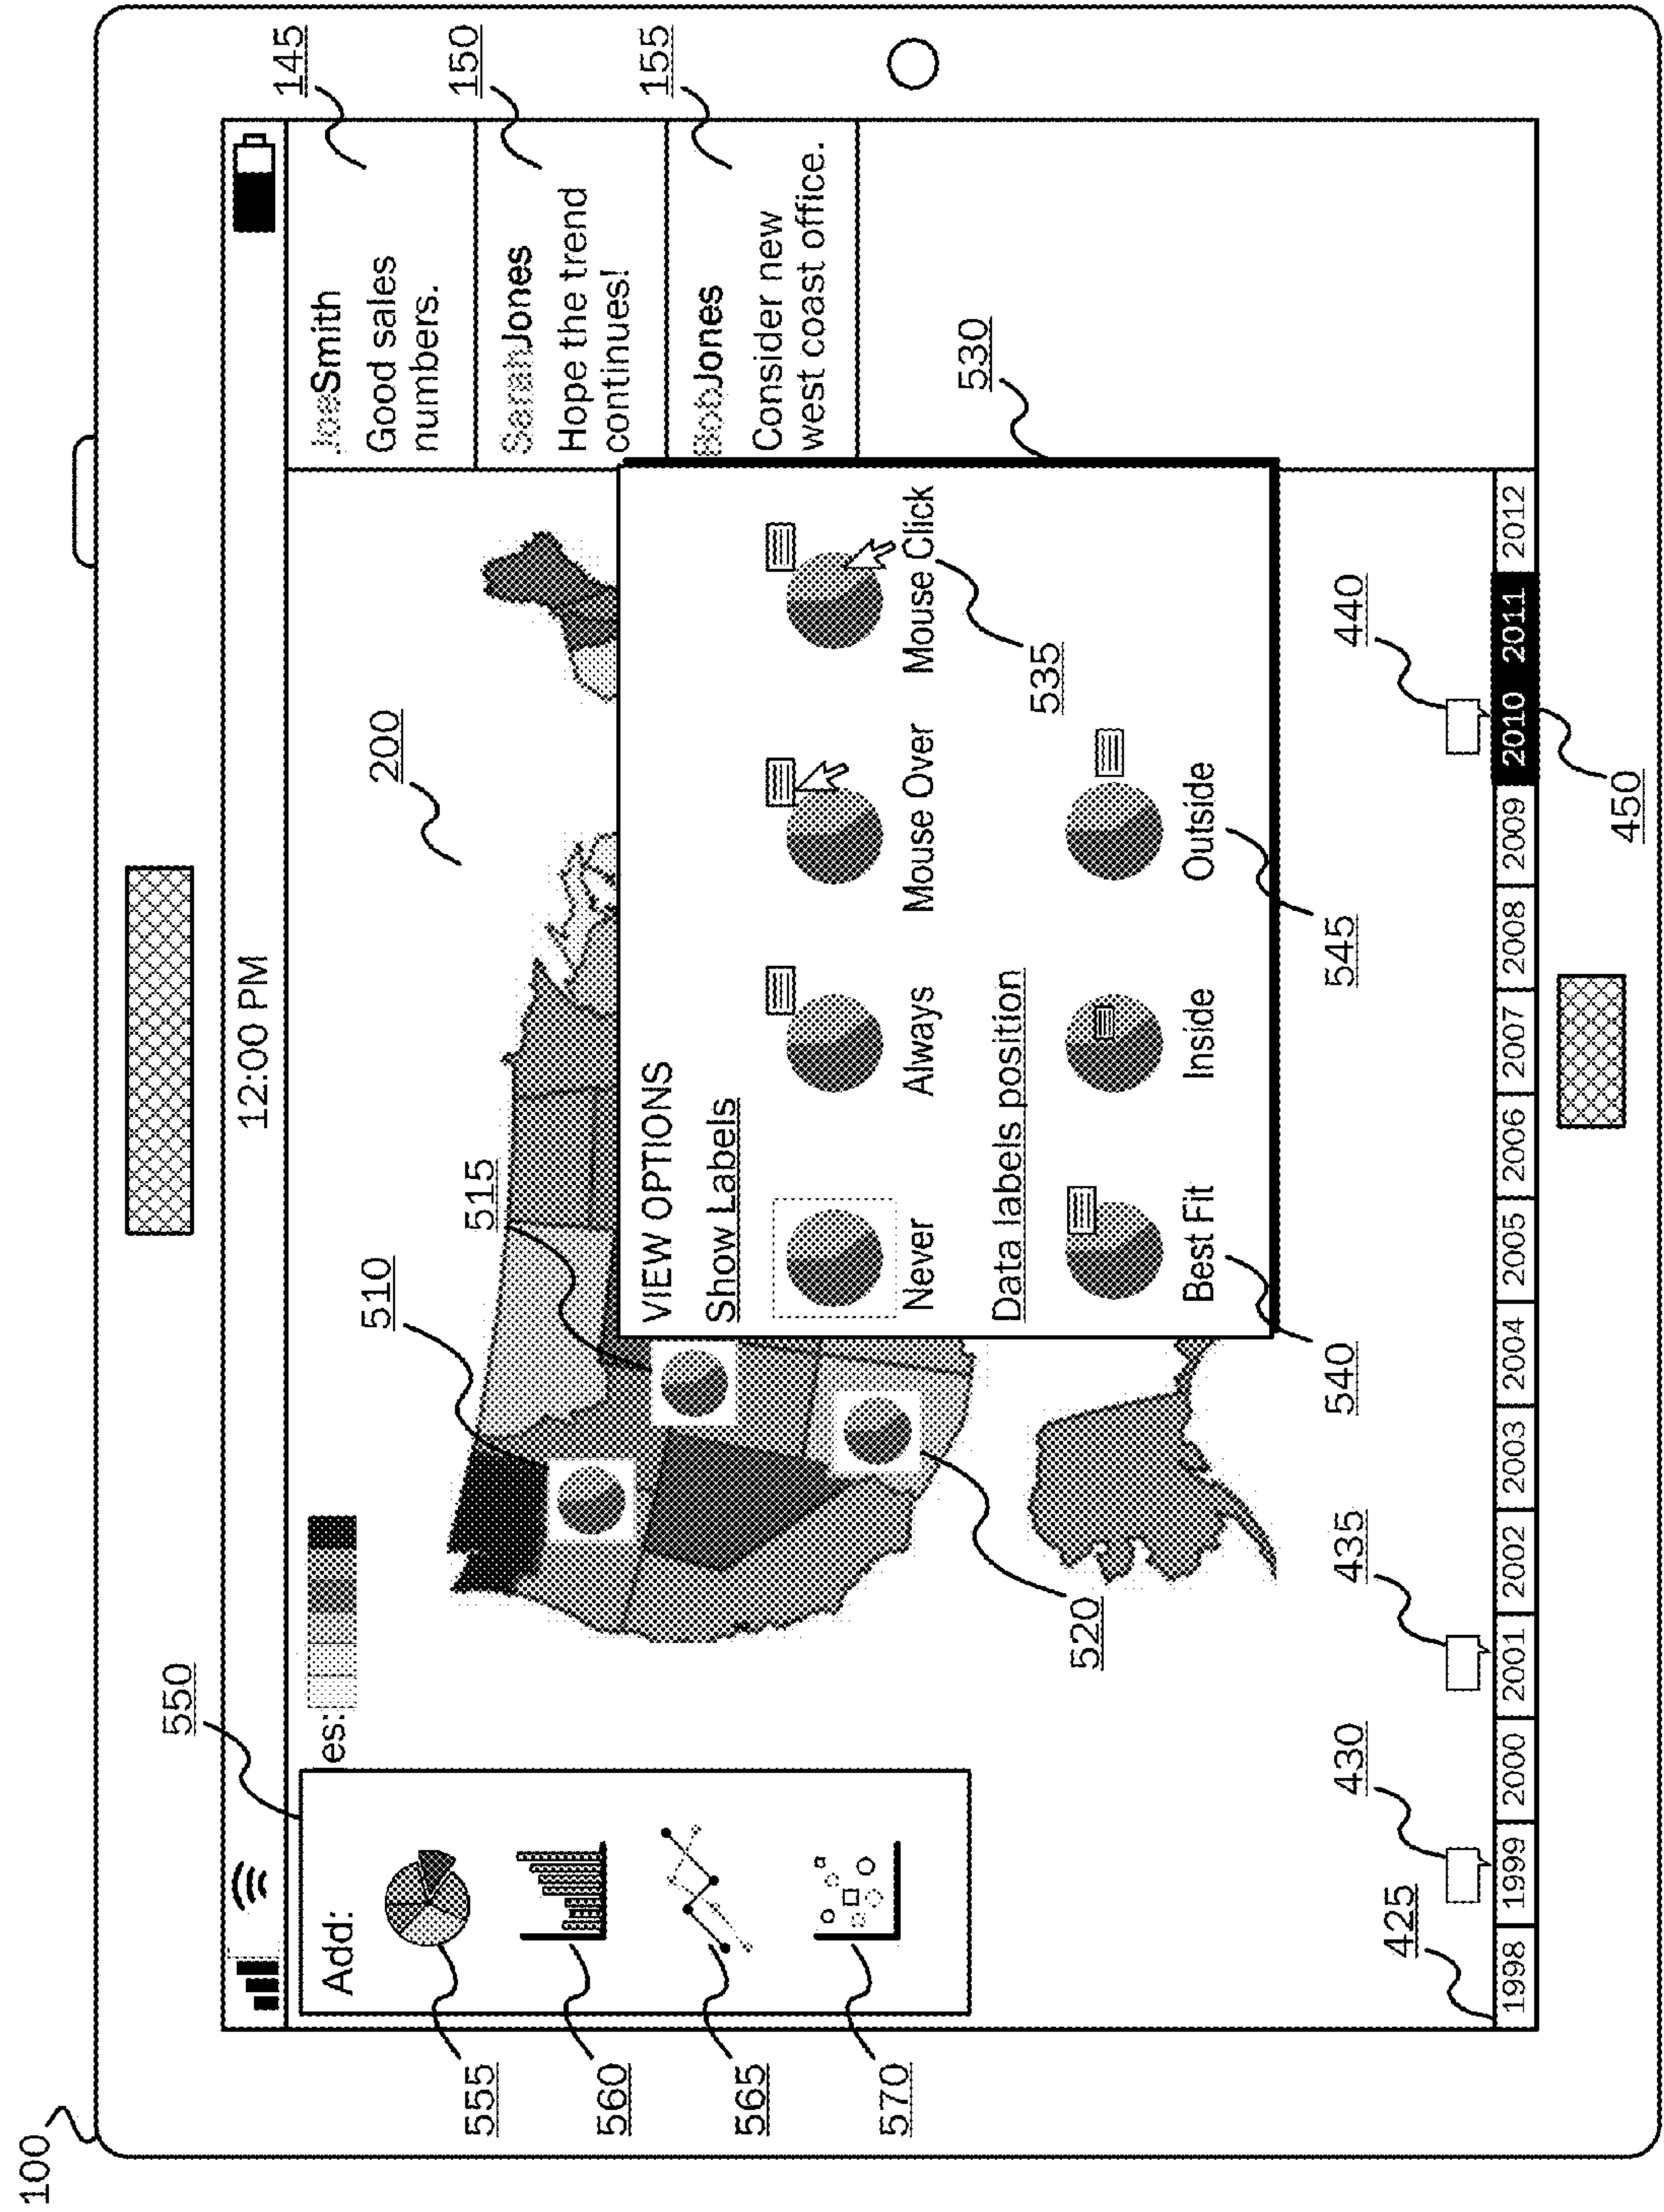 100
12:00 PM
550
Add:
es:
555
560
565
570
510
515
520
200
VIEW OPTIONS
Show Labels
Never
Always
Mouse Over
Mouse Click
535
Data labels position
Best Fit
Inside
Outside
540
545
530
JoeSmith
Good sales
numbers.
145
SarahJones
Hope the trend
continues!
150
BobJones
Consider new
west coast office.
155
425
430
435
440
1998 1999 2000 2001 2002 2003 2004 2005 2006 2007 2008 2009 2010 2011 2012
450